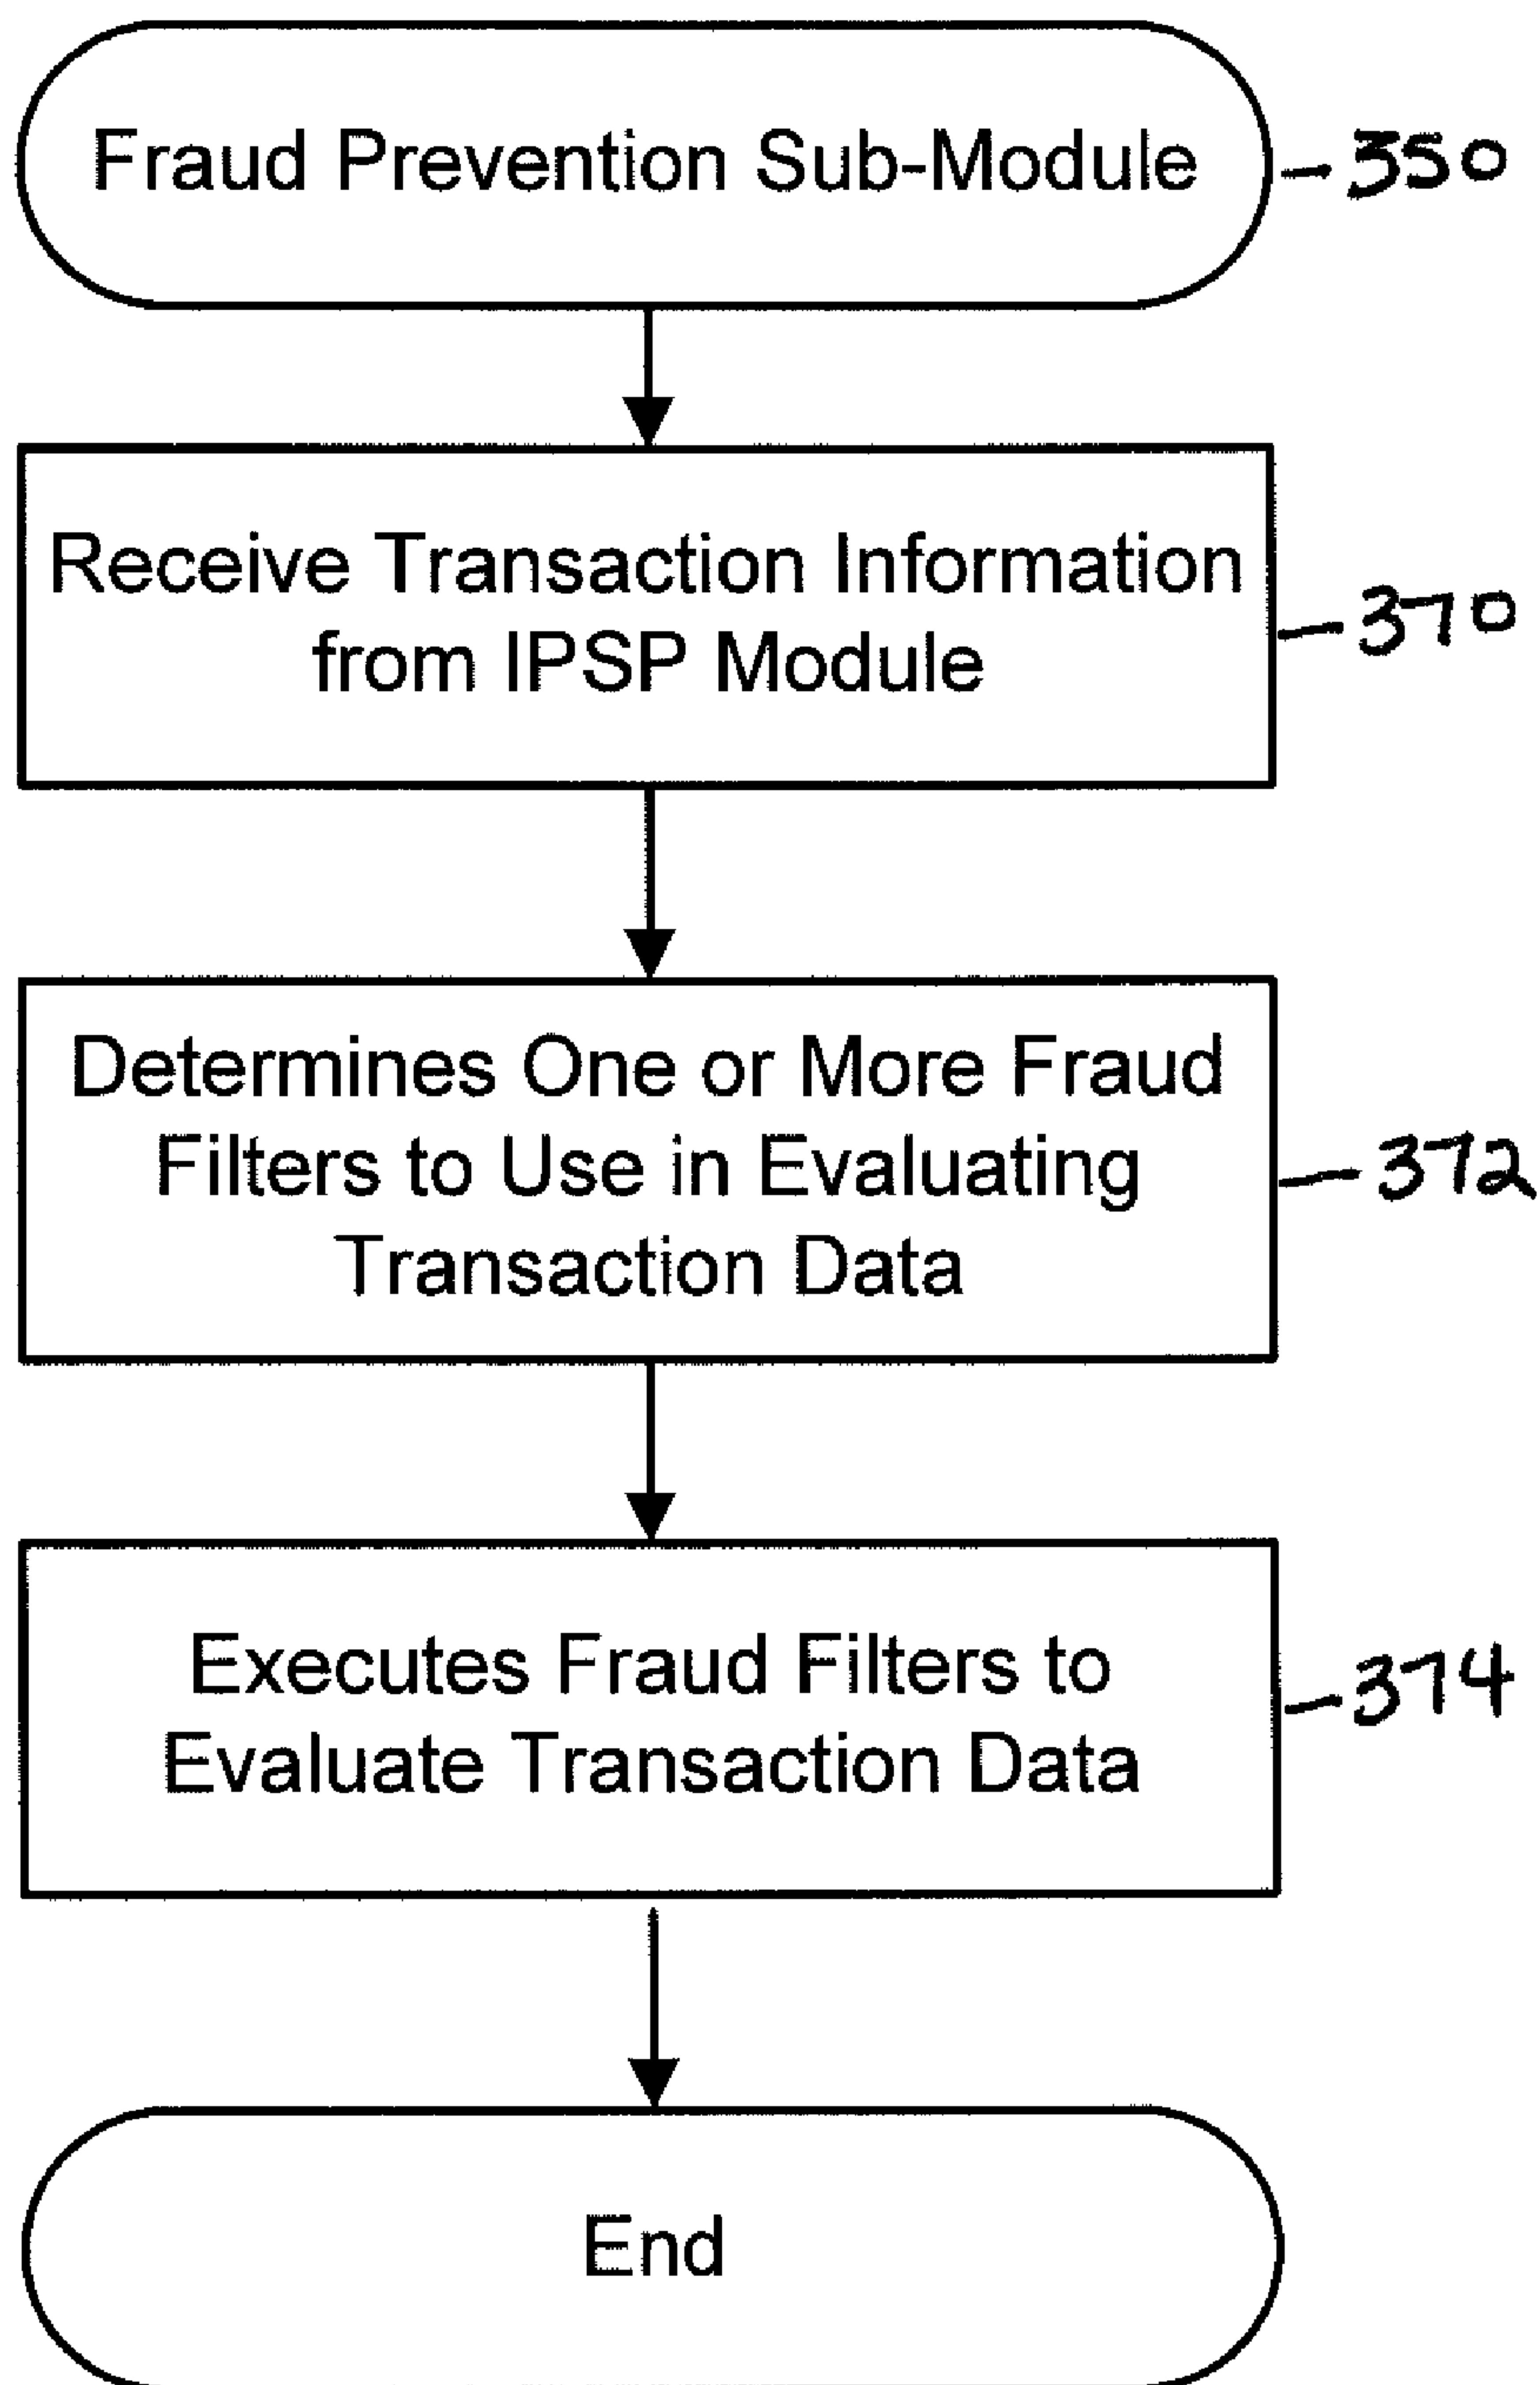 Fraud Prevention Sub-Module
350
Receive Transaction Information
from IPSP Module
370
Determines One or More Fraud
Filters to Use in Evaluating
Transaction Data
372
Executes Fraud Filters to
Evaluate Transaction Data
374
End